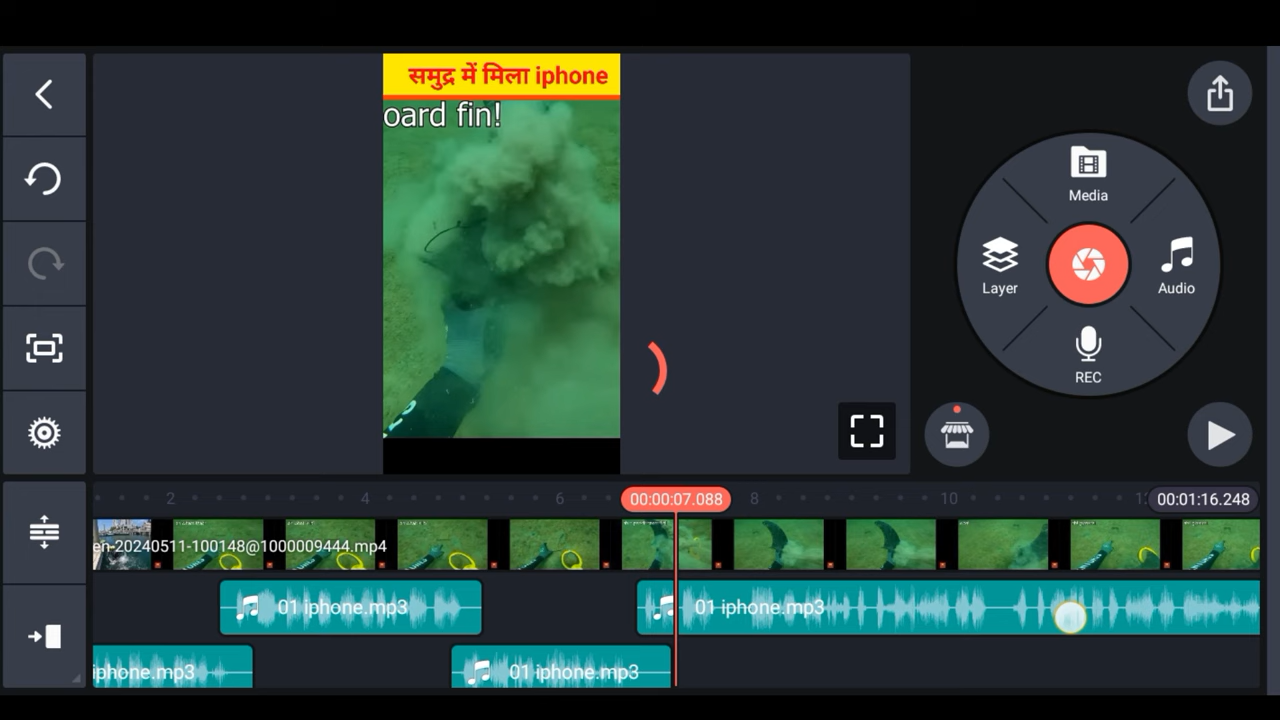 समुद्र में मिला iphone
oard fin!
Media
Layer
Audio
REC
2
4
6
00:00:07.088
8
10
00:01:16.248
en-20240511-100148@1000009444.mp4
01 iphone.mp3
01 iphone.mp3
iphone.mp3
01 iphone.mp3